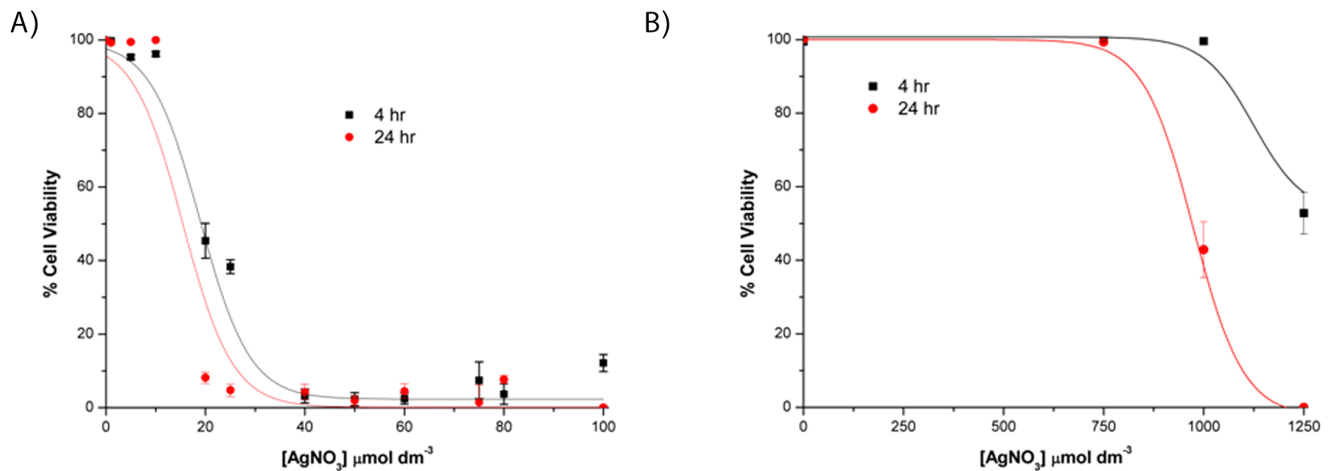 A)
100
80
60
40
20
0
% Cell Viability
4 hr
24 hr
0 20 40 60 80 100
[AgNO₃] μmol dm⁻³
B)
100
80
60
40
20
0
% Cell Viability
4 hr
24 hr
0 250 500 750 1000 1250
[AgNO₃] μmol dm⁻³